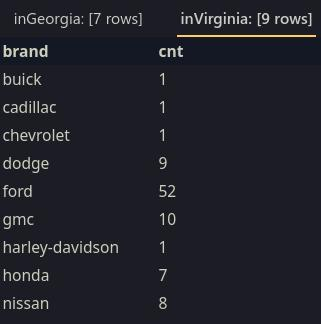 inGeorgia: [7 rows] inVirginia: [9 rows]
brand cnt
buick 1
cadillac 1
chevrolet 1
dodge 9
ford 52
gmc 10
harley-davidson 1
honda 7
nissan 8